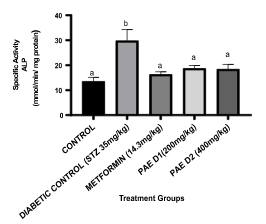 Specific Activity
ALP
(mmol/min/ mg protein)
40
30
20
10
0
a
b
a
a
a
CONTROL
DIABETIC CONTROL (STZ 35mg/kg)
METFORMIN (14.3mg/kg)
PAE D1(200mg/kg)
PAE D2 (400mg/kg)
Treatment Groups